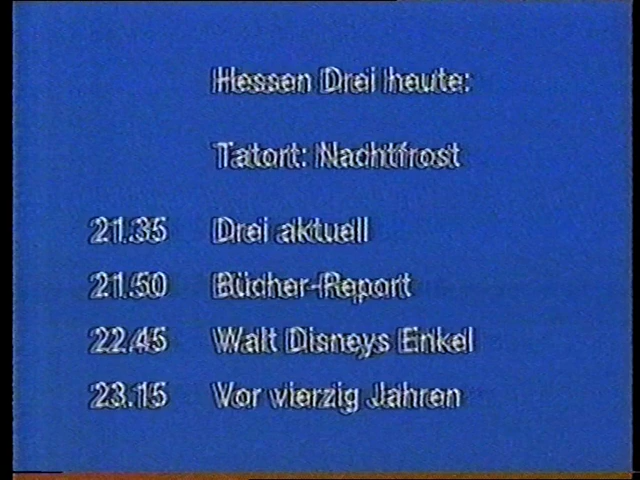 Hessen Drei heute:
Tatort: Nachtfrost
21.35 Drei aktuell
21.50 Bücher-Report
22.45 Walt Disneys Enkel
23.15 Vor vierzig Jahren